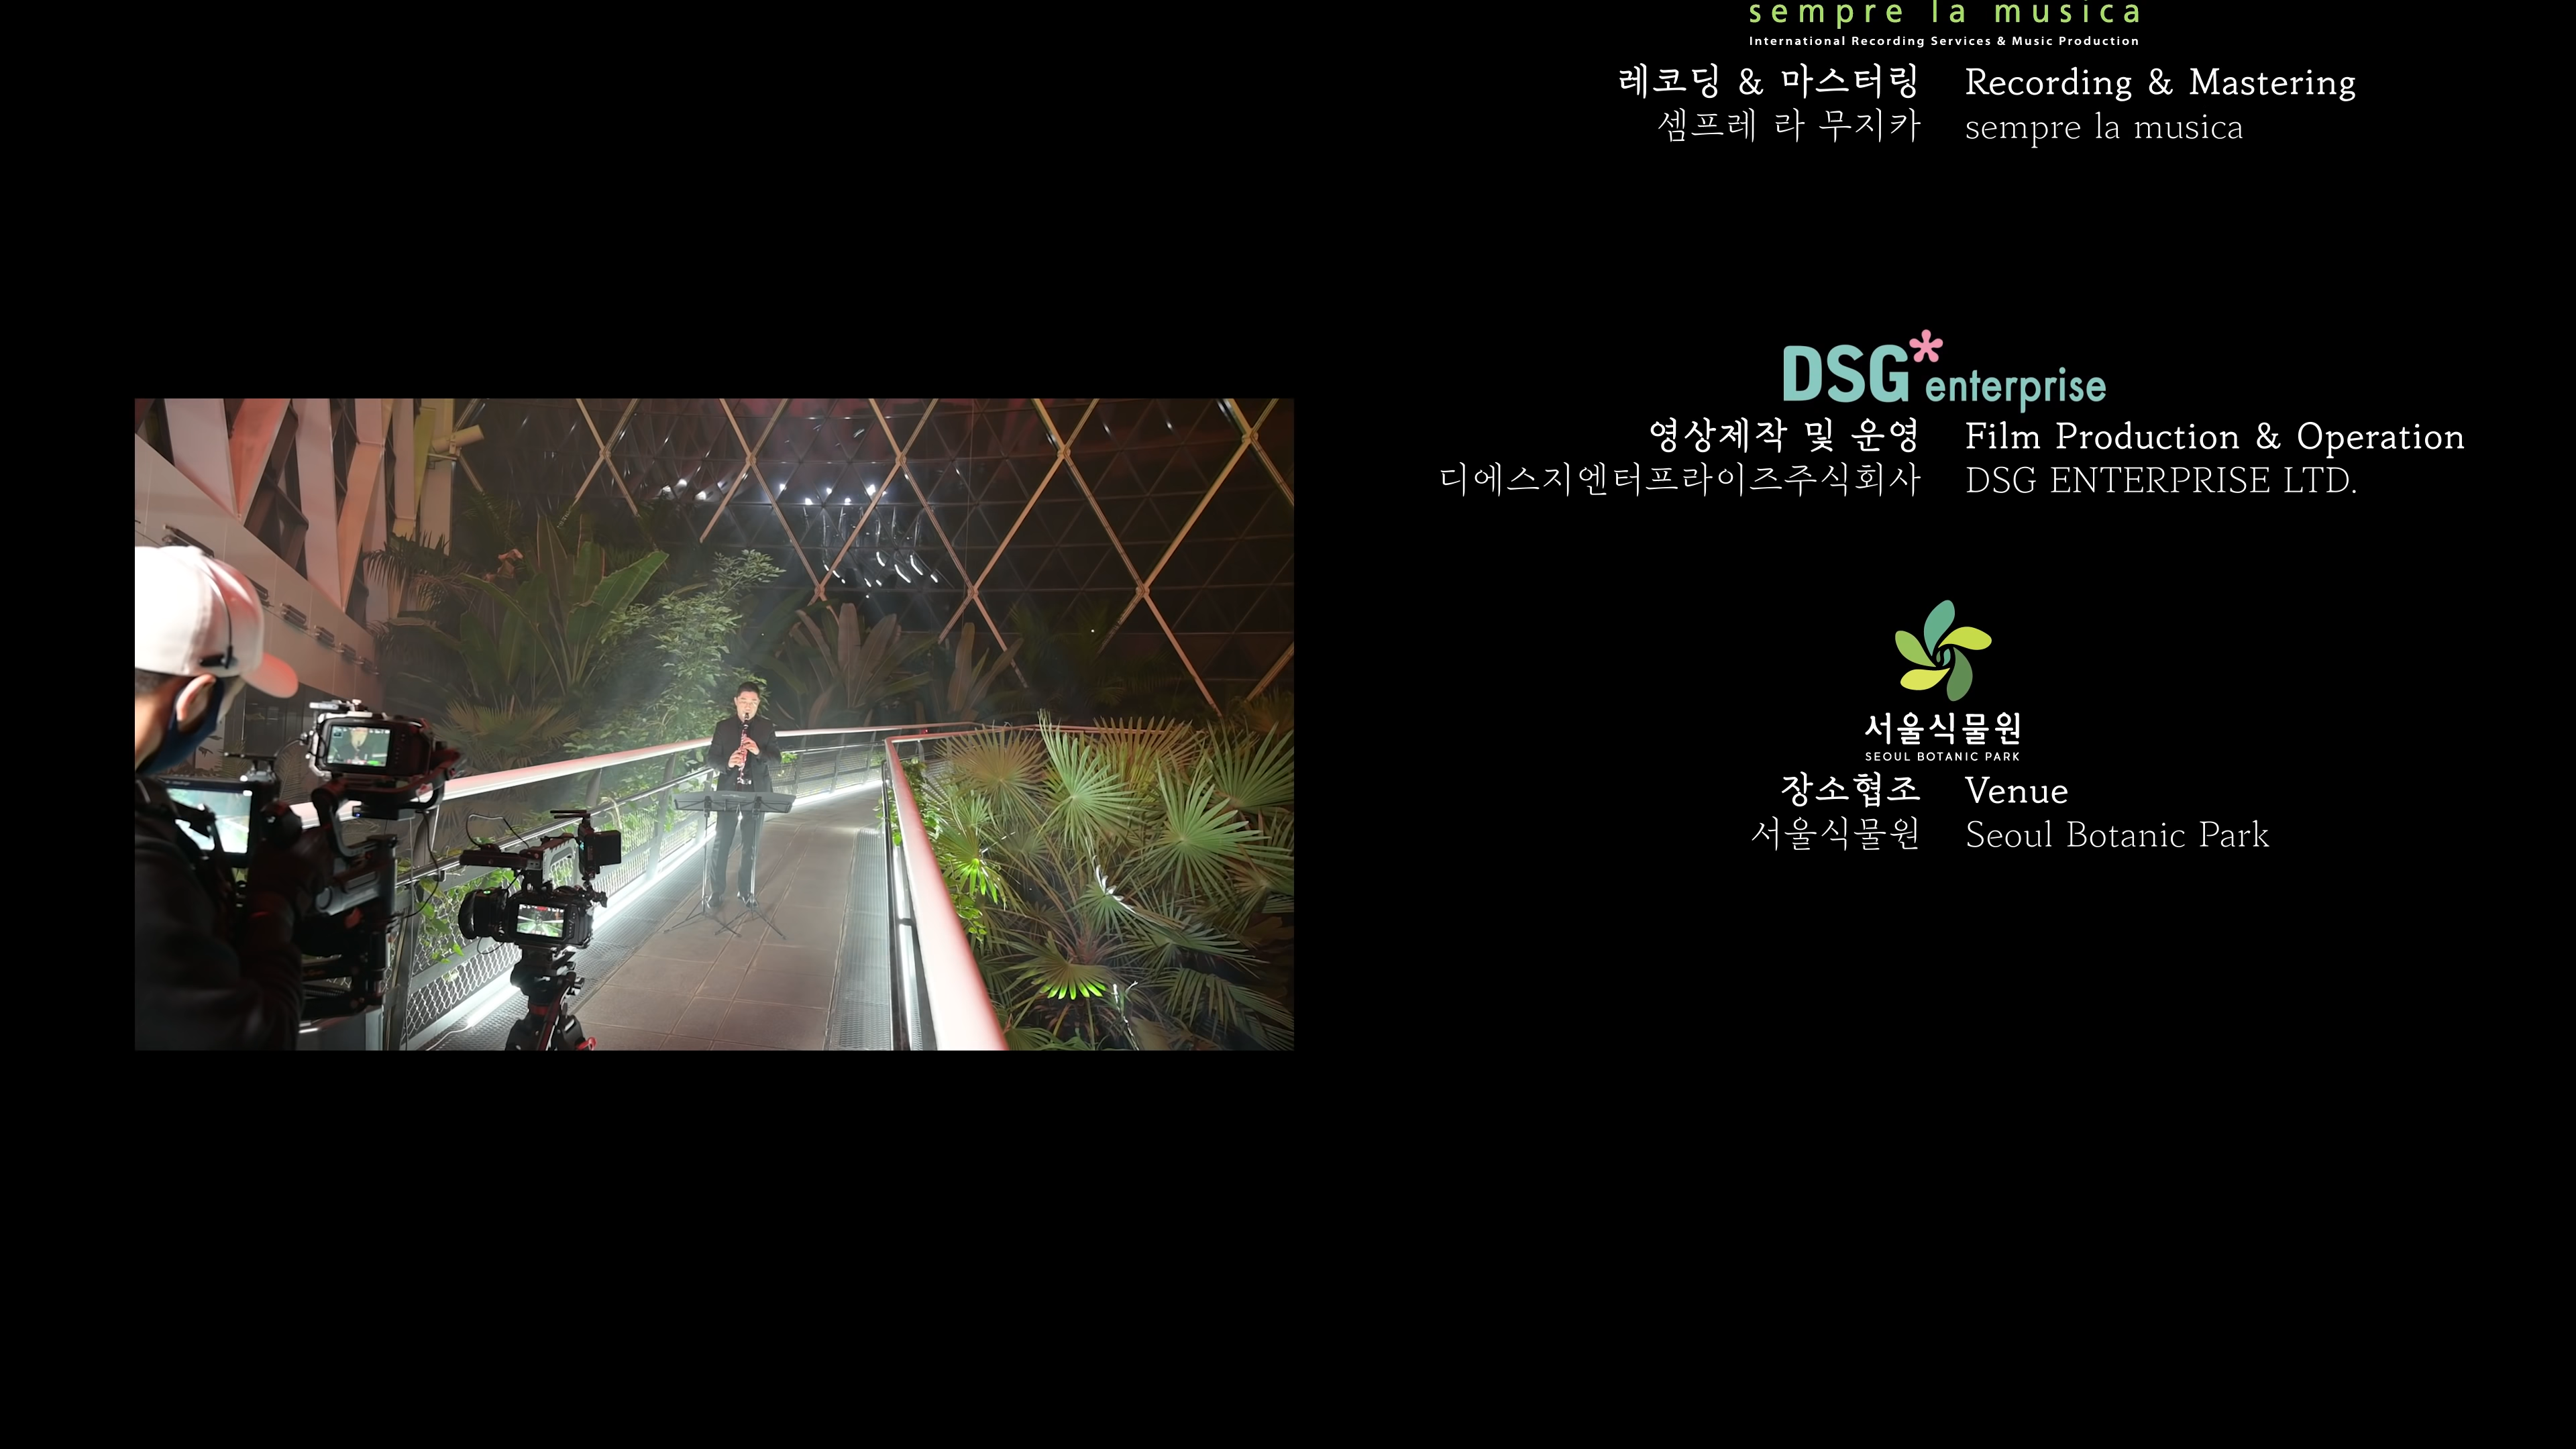 sempre la musica
International Recording Services & Music Production
레코딩 & 마스터링 Recording & Mastering
셈프레 라 무지카 sempre la musica
DSG* enterprise
영상제작 및 운영 Film Production & Operation
디에스지엔터프라이즈주식회사 DSG ENTERPRISE LTD.
서울식물원
SEOUL BOTANIC PARK
장소협조 Venue
서울식물원 Seoul Botanic Park